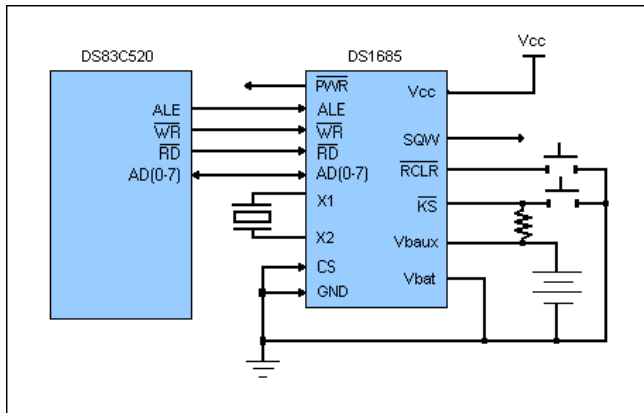 DS83C520
DS1685
Vcc
PWR
ALE
WR
RD
AD(0-7)
ALE
WR
RD
AD(0-7)
X1
X2
CS
GND
Vcc
SQW
RCLR
KS
Vbaux
Vbat